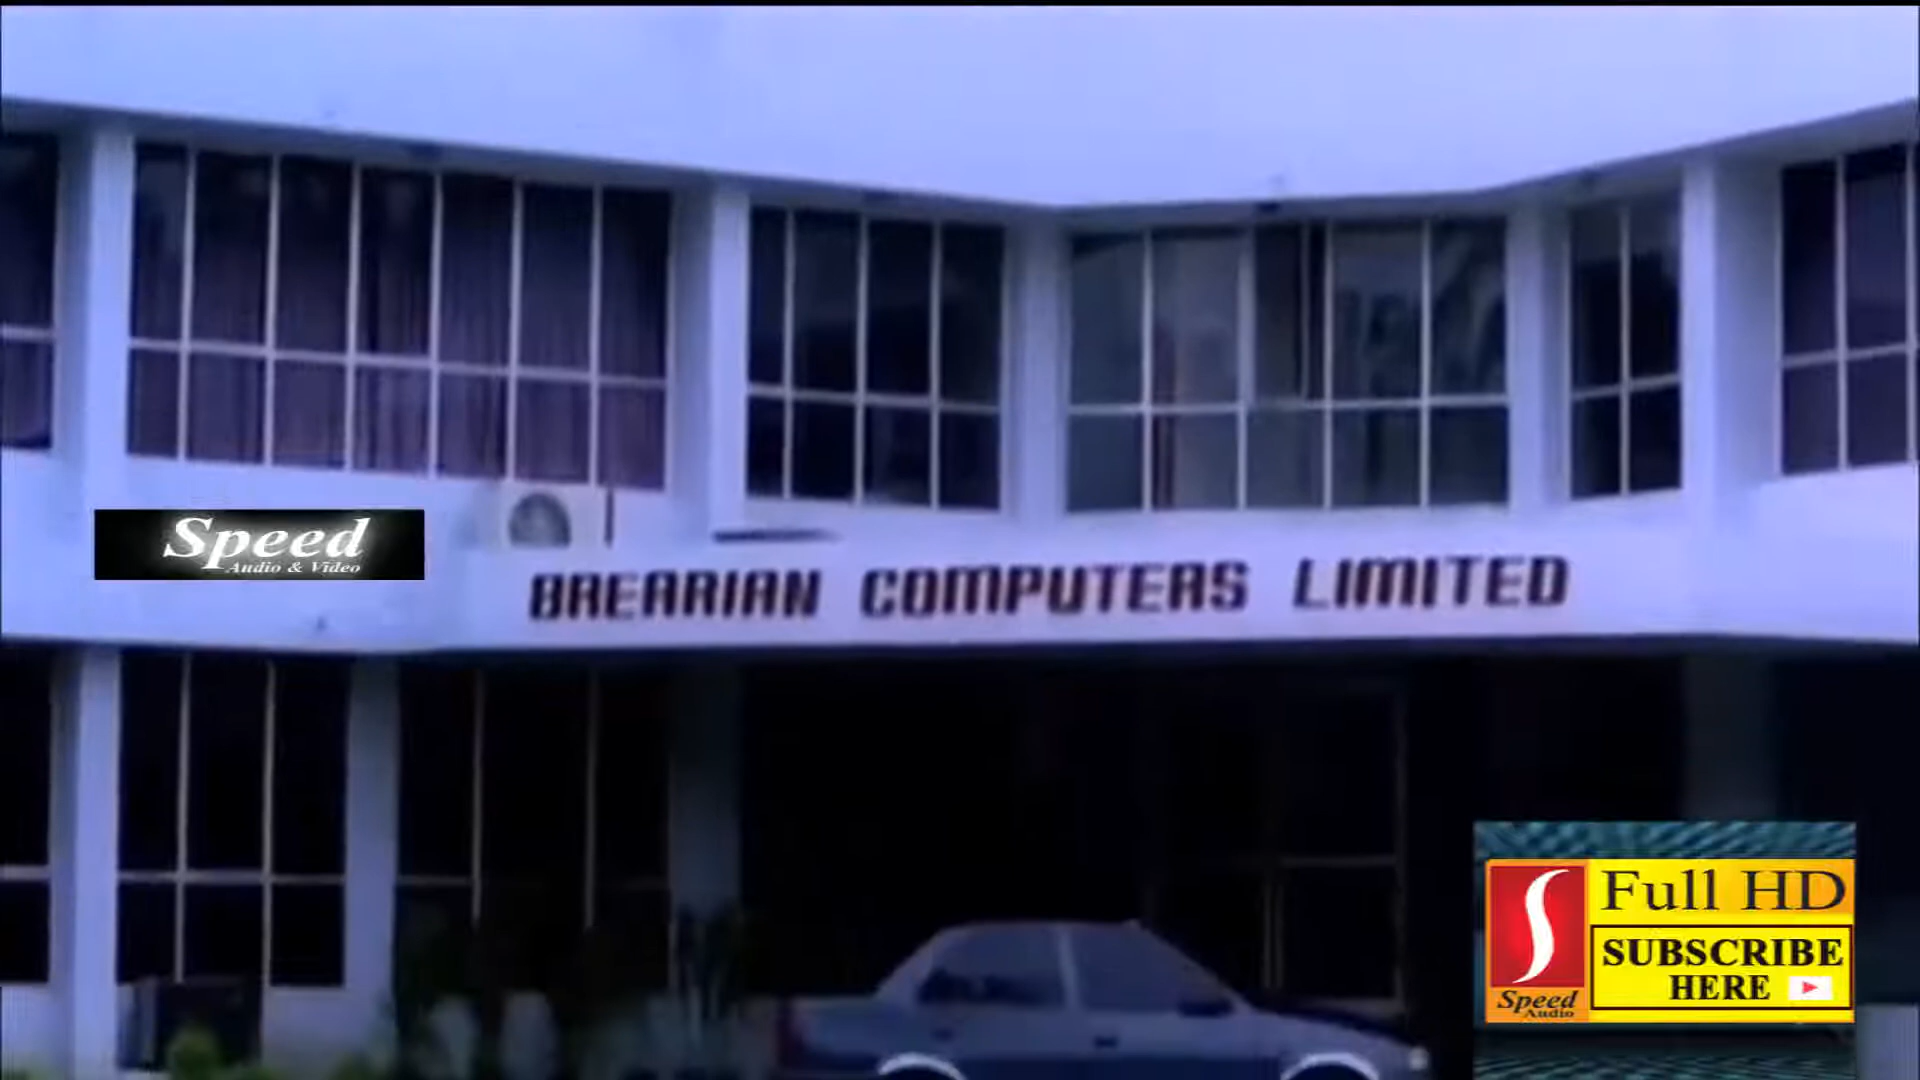 Speed
Audio & Video
BREARIAN COMPUTERS LIMITED
Full HD
SUBSCRIBE
HERE
Speed
Audio